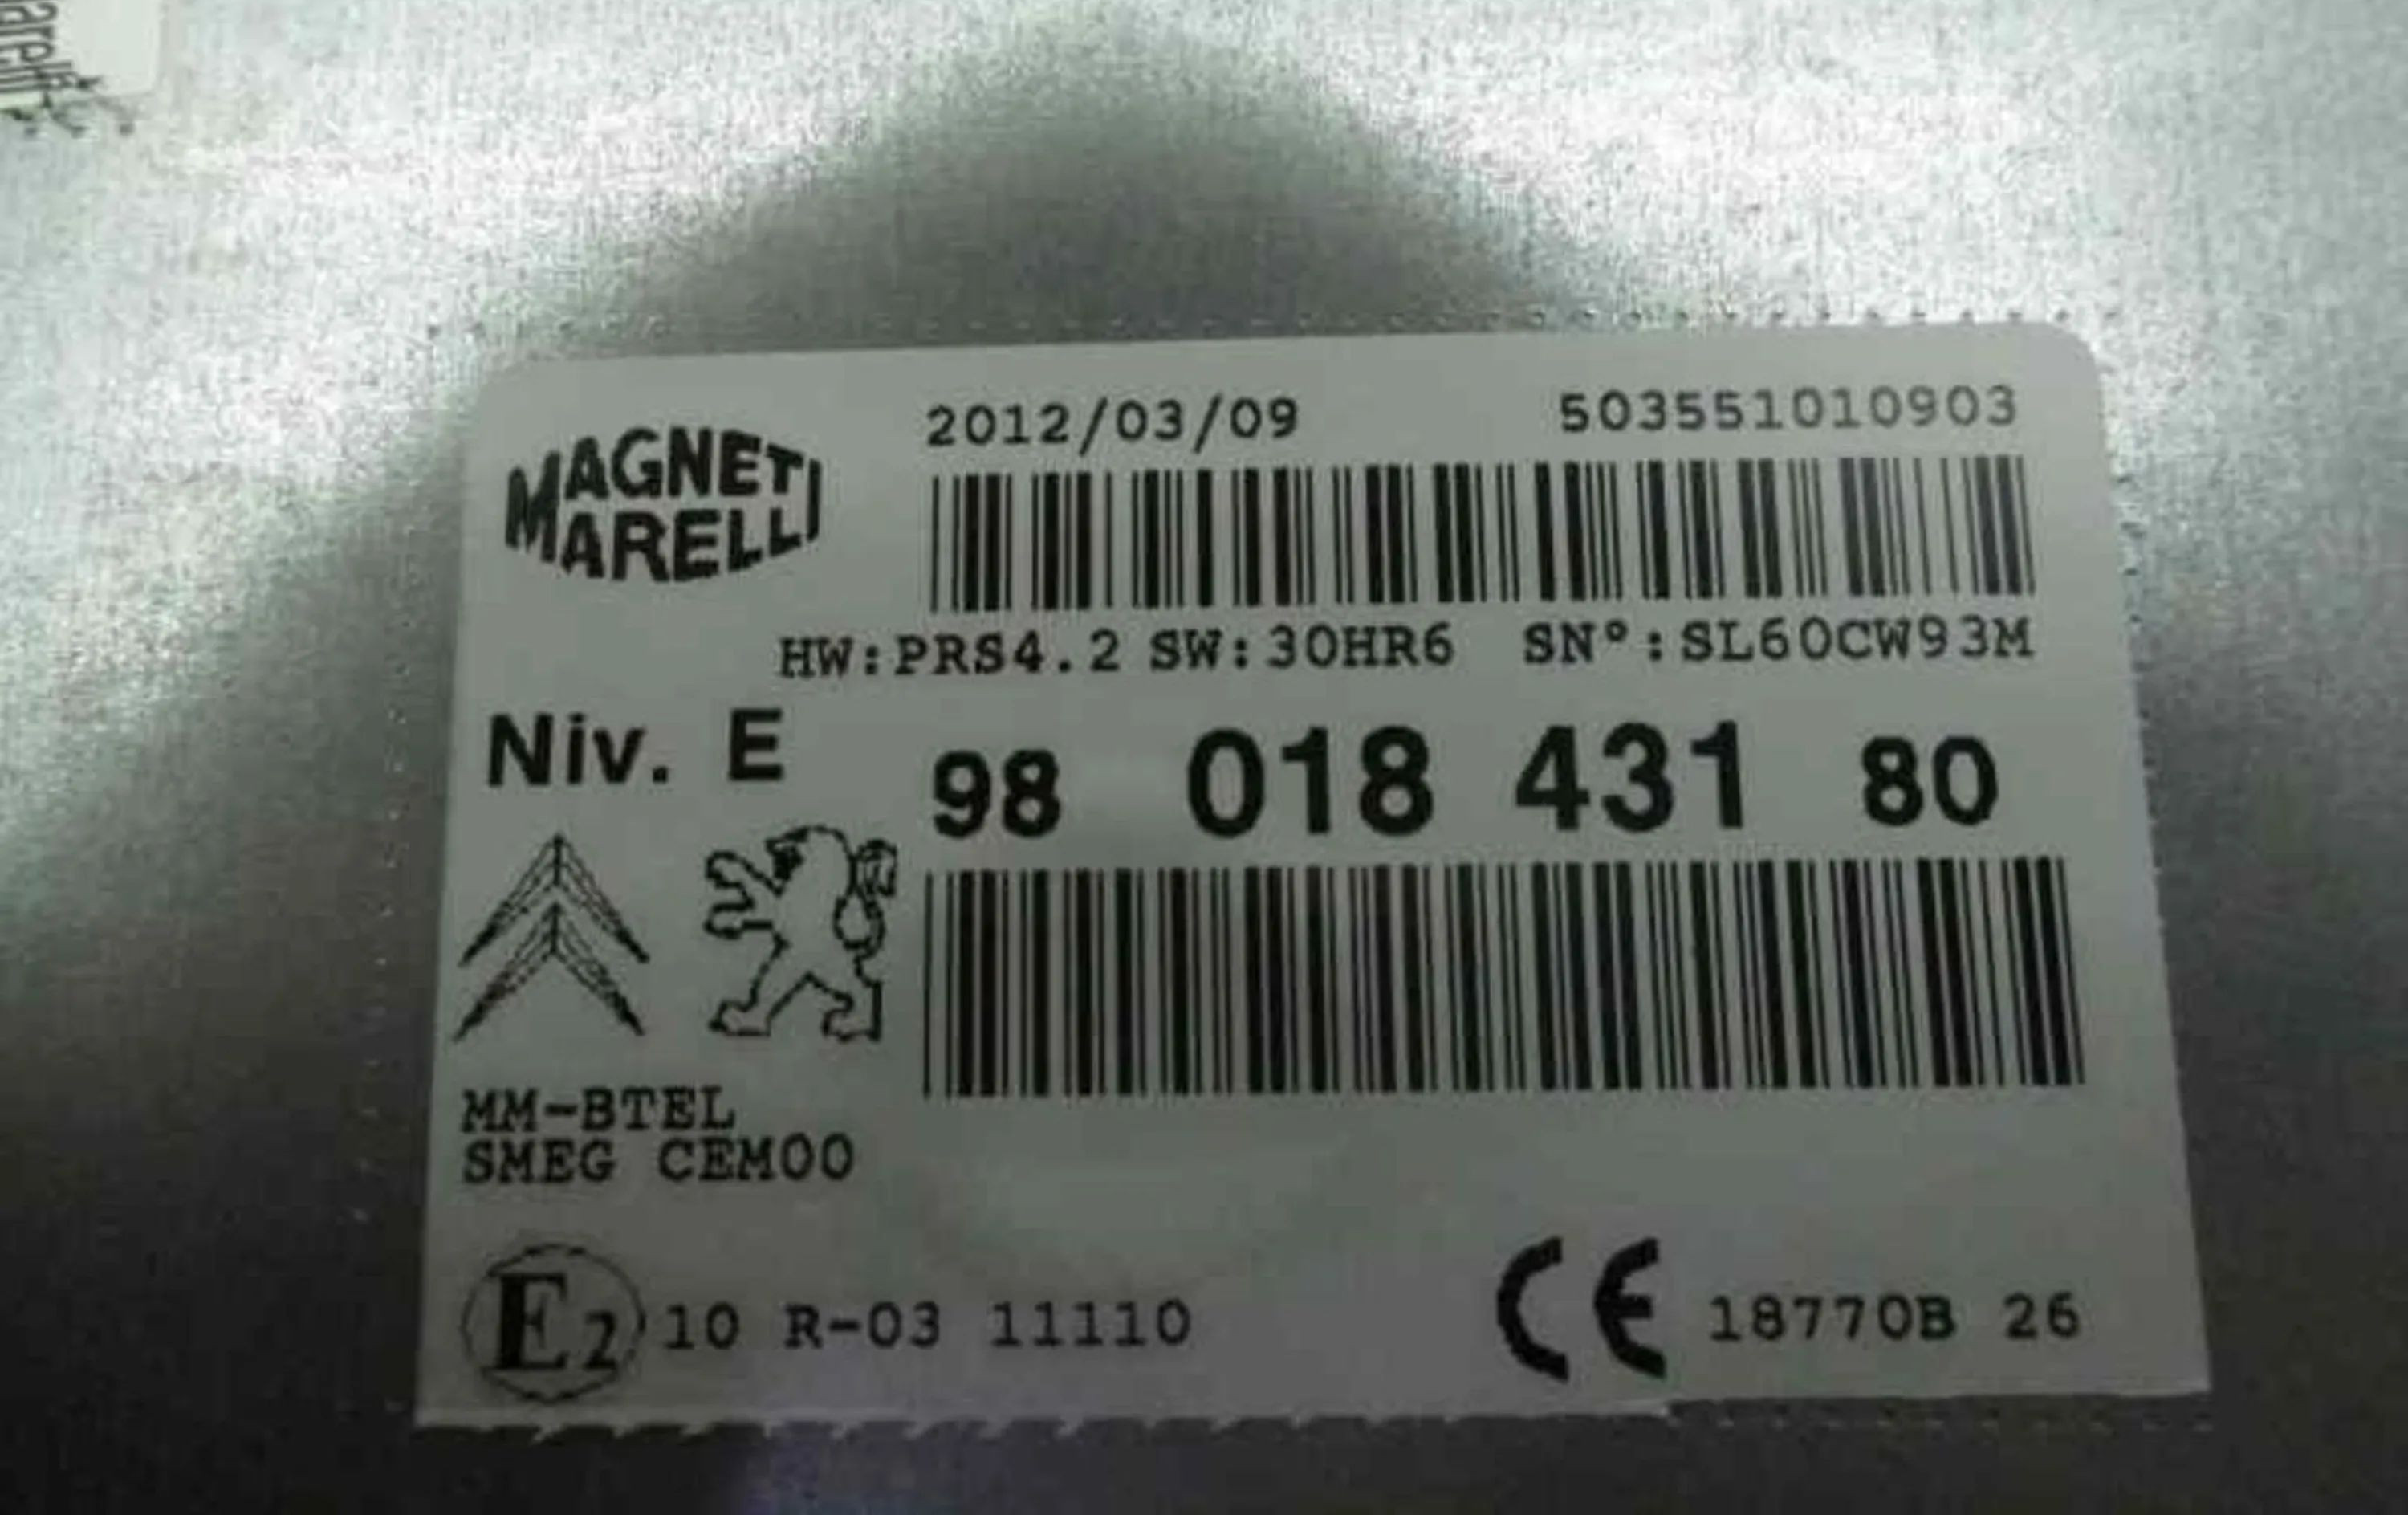 arelli
2012/03/09 503551010903
MAGNETI
MARELLI
HW:PRS4.2 SW:30HR6 SN°:SL60CW93M
Niv. E 98 018 431 80
MM-BTEL
SMEG CEM00
E2 10 R-03 11110 CE 18770B 26